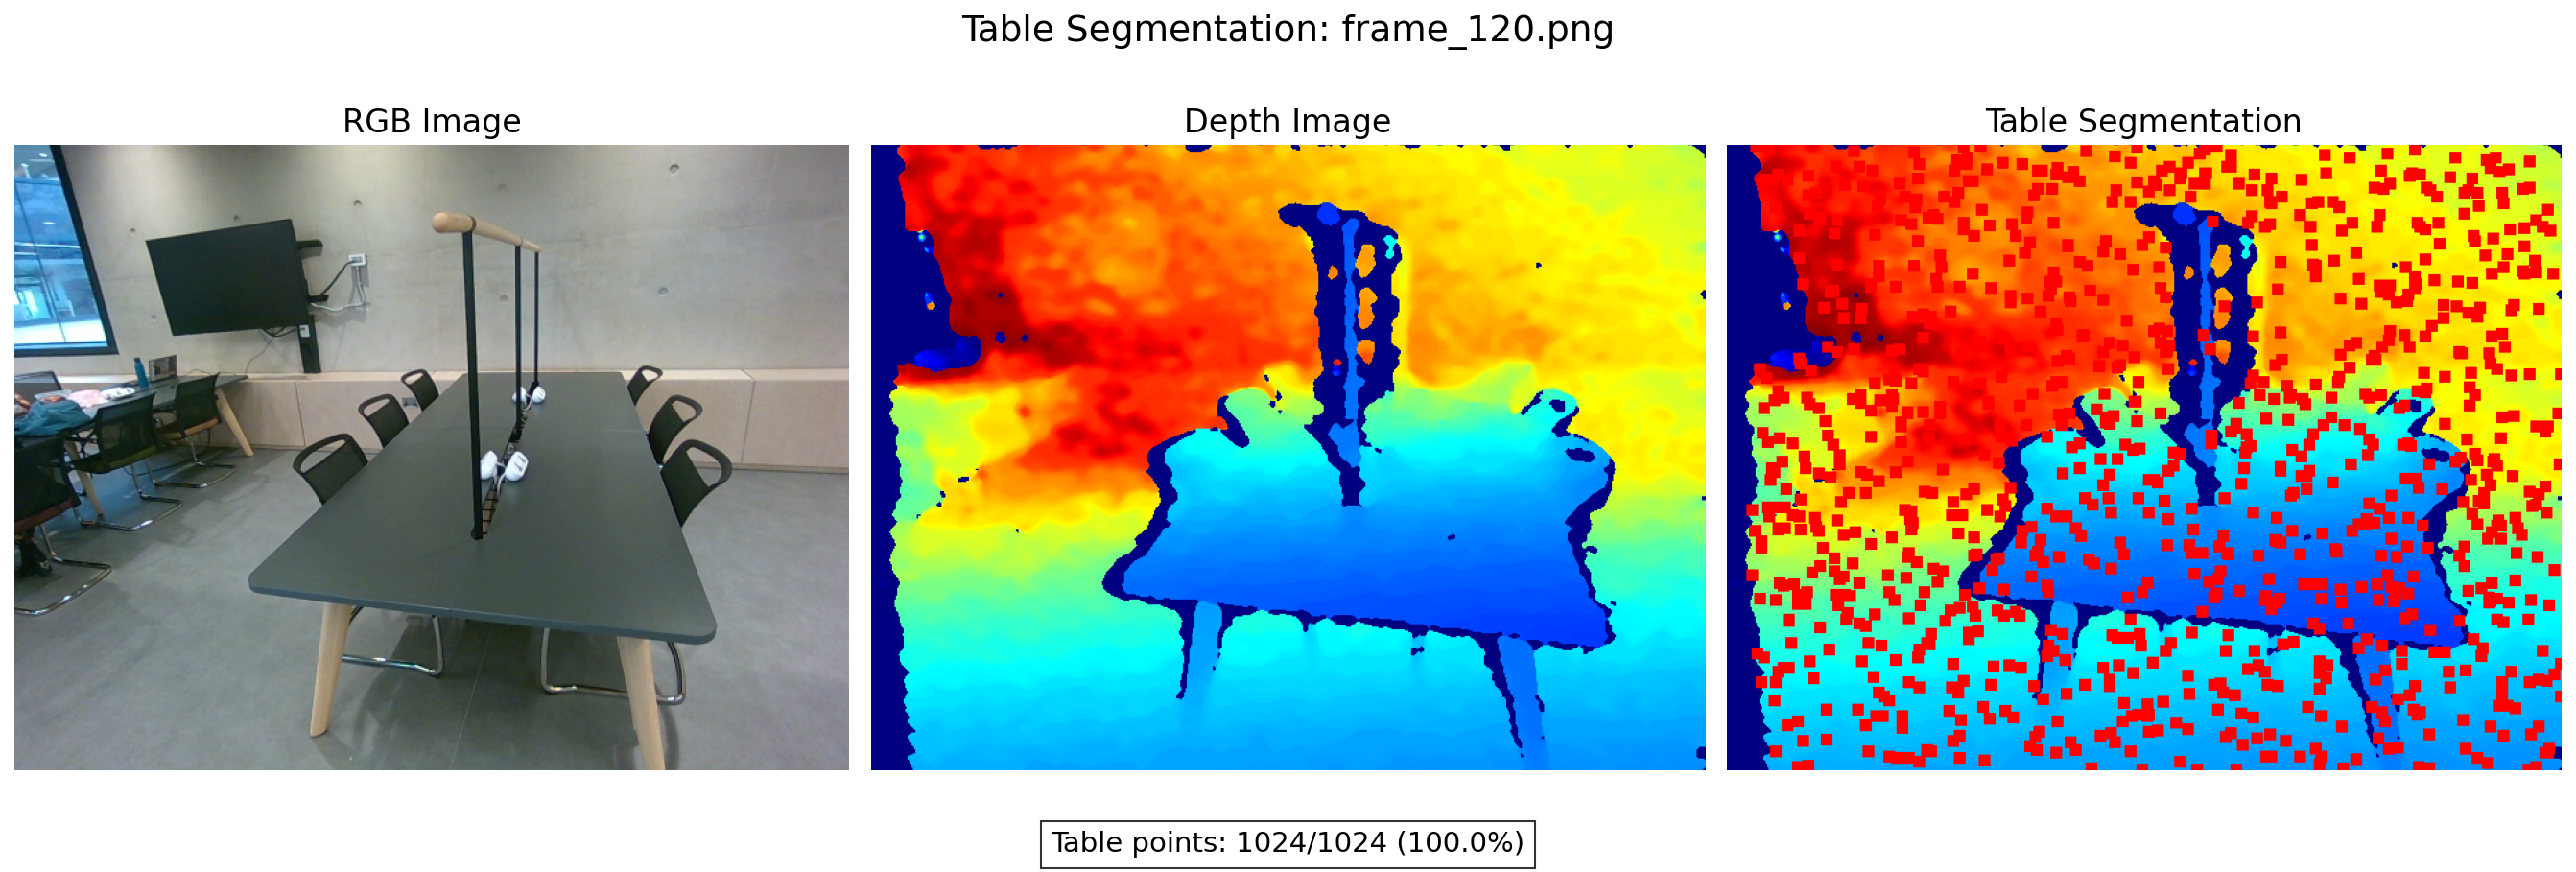 Table Segmentation: frame_120.png
RGB Image
Depth Image
Table Segmentation
Table points: 1024/1024 (100.0%)